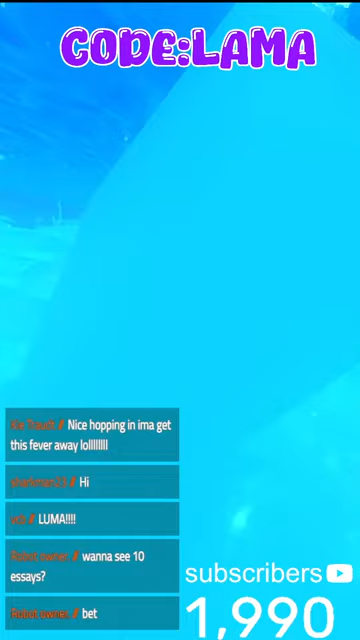 CODE:LAMA
Nice hopping in ima get
this fever away lolllllllll
Hi
LUMA!!!!
Robot owner // wanna see 10
essays?
Robot owner // bet
subscribers
1,990